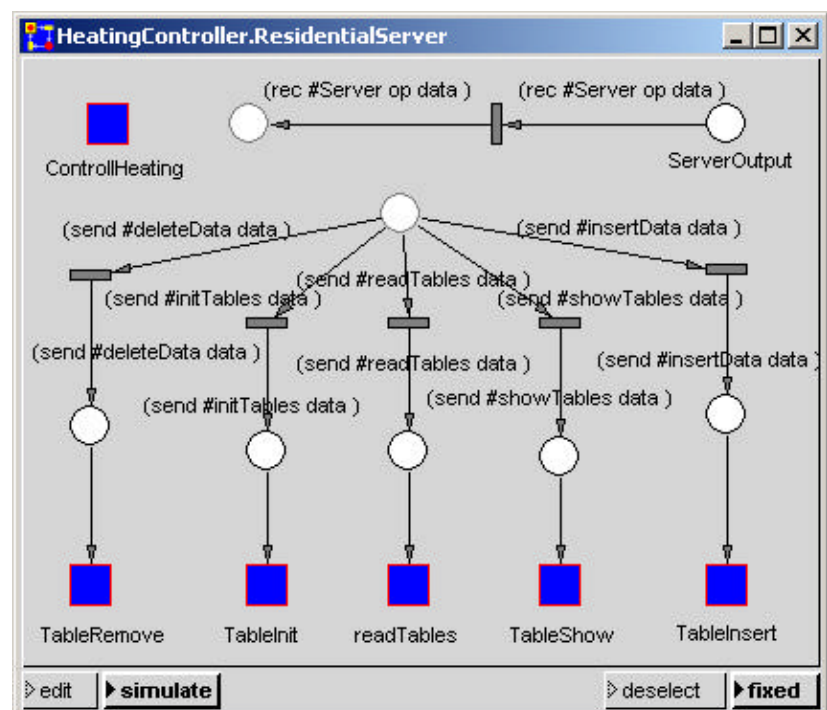 HeatingController.ResidentialServer
(rec #Server op data )
(rec #Server op data )
ControllHeating
ServerOutput
(send #deleteData data )
(send #insertData data )
(send #readTables data )
(send #initTables data )
(send #showTables data )
(send #deleteData data )
(send #readTables data )
(send #insertData data )
(send #initTables data )
(send #showTables data )
TableRemove
TableInit
readTables
TableShow
TableInsert
edit
simulate
deselect
fixed